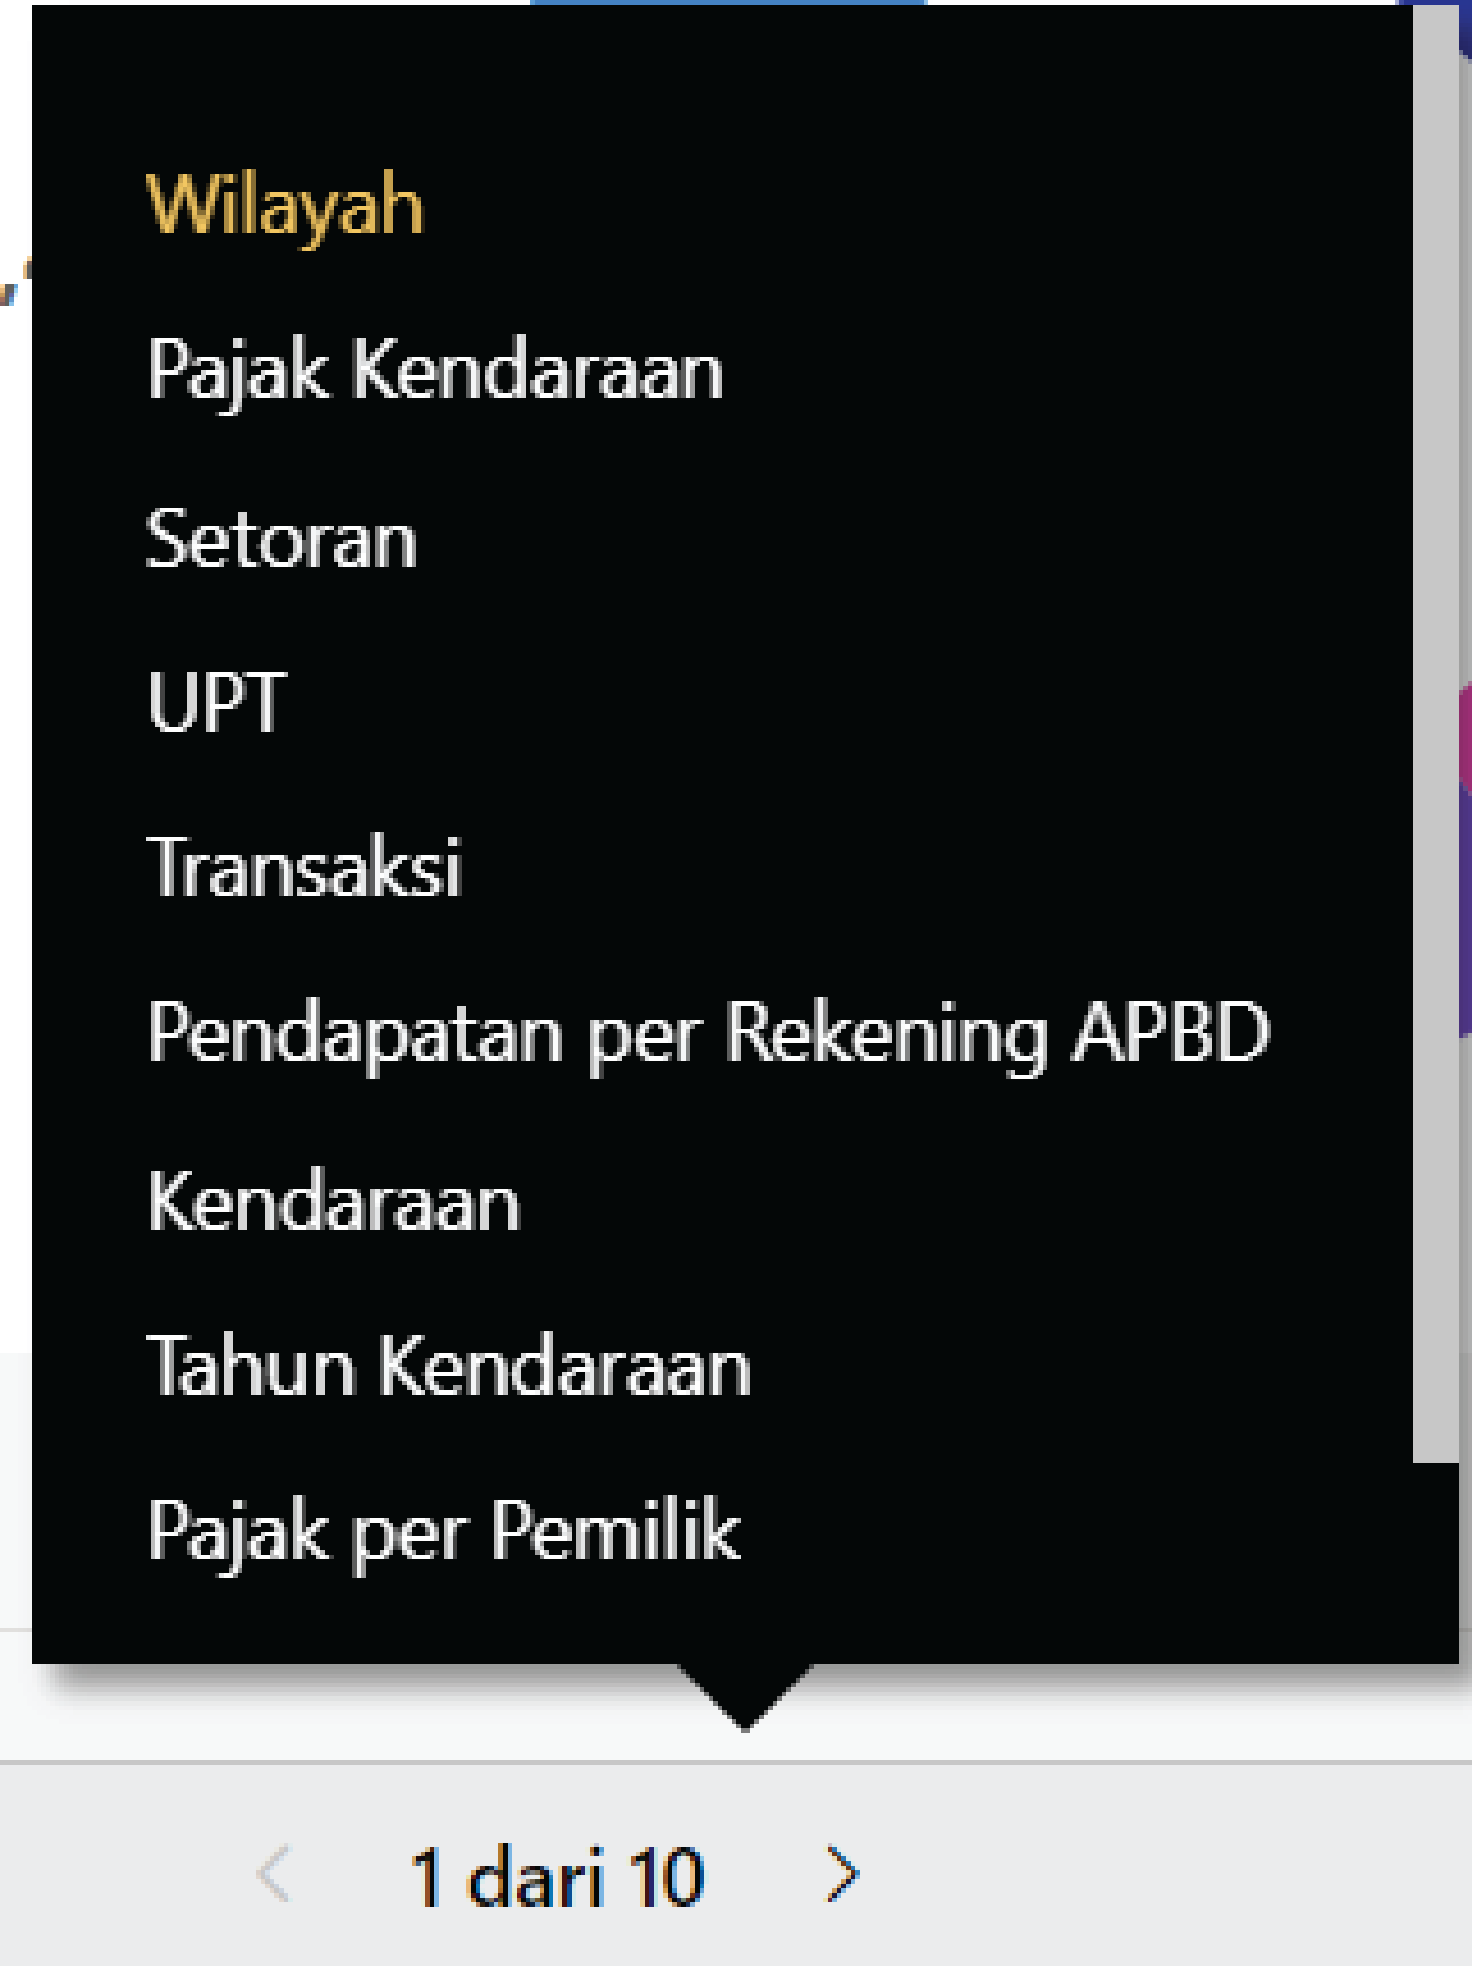 Wilayah
Pajak Kendaraan
Setoran
UPT
Transaksi
Pendapatan per Rekening APBD
Kendaraan
Tahun Kendaraan
Pajak per Pemilik
1 dari 10